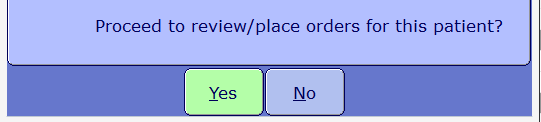 Proceed to review/place orders for this patient?
Yes No